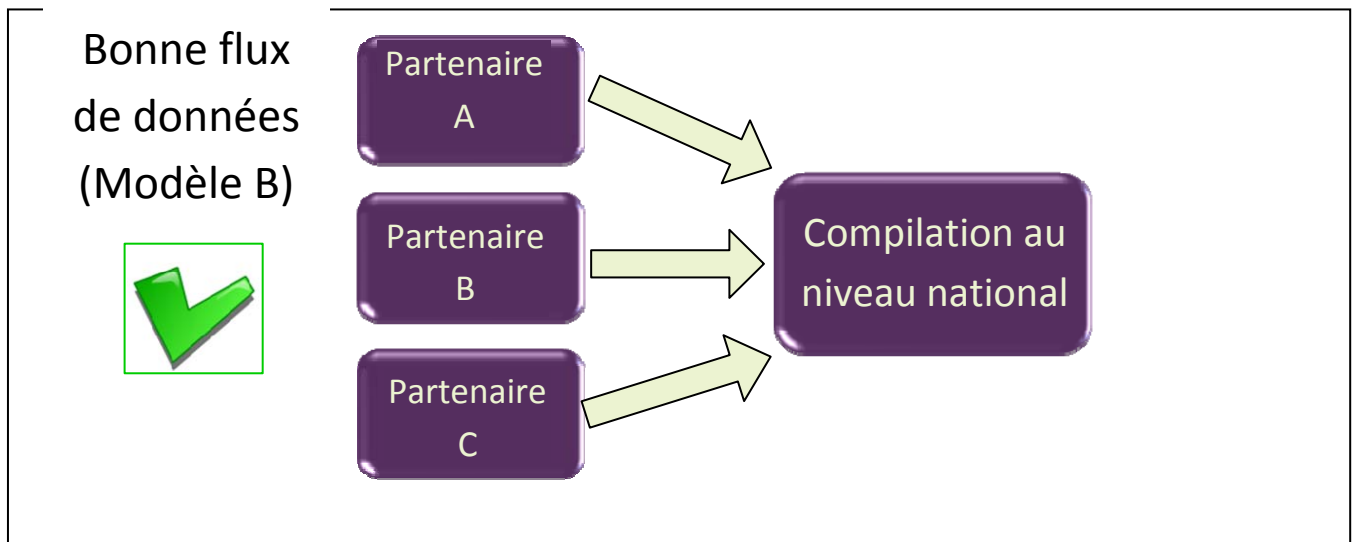 Bonne flux
de données
(Modèle B)
Partenaire
A
Partenaire
B
Partenaire
C
Compilation au
niveau national